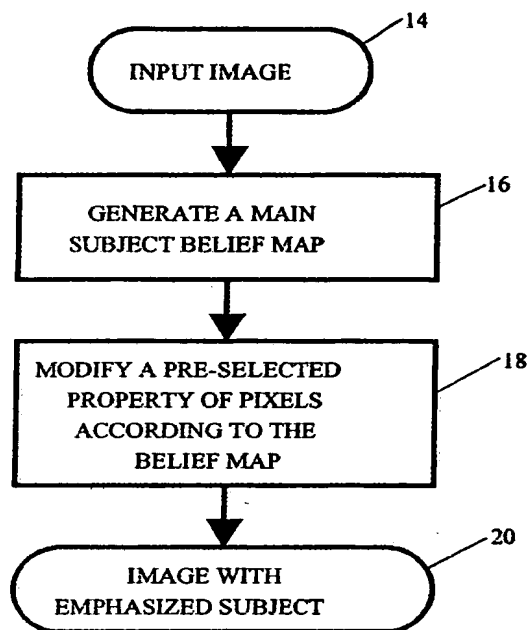 14
INPUT IMAGE
16
GENERATE A MAIN
SUBJECT BELIEF MAP
18
MODIFY A PRE-SELECTED
PROPERTY OF PIXELS
ACCORDING TO THE
BELIEF MAP
20
IMAGE WITH
EMPHASIZED SUBJECT